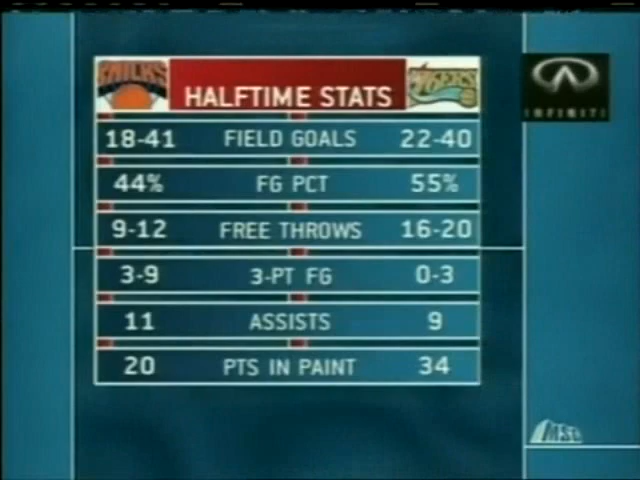 KNICKS
HALFTIME STATS
SIXERS
INFINITI
18-41 FIELD GOALS 22-40
44% FG PCT 55%
9-12 FREE THROWS 16-20
3-9 3-PT FG 0-3
11 ASSISTS 9
20 PTS IN PAINT 34
MSG